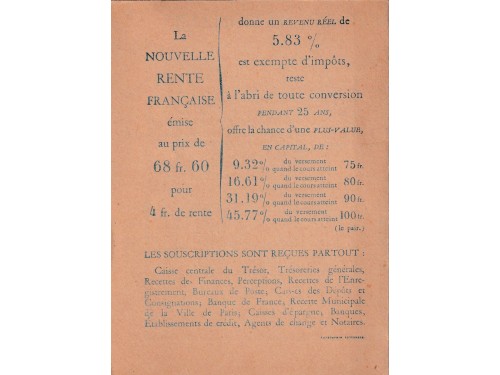 La
NOUVELLE
RENTE
FRANÇAISE
émise
au prix de
68 fr. 60
pour
4 fr. de rente
donne un REVENU RÉEL de
5.83 %
est exempte d'impôts,
reste
à l'abri de toute conversion
PENDANT 25 ANS,
offre la chance d'une PLUS-VALUE,
EN CAPITAL, DE :
9.32 % du versement quand le cours atteint 75 fr.
16.61 % du versement quand le cours atteint 80 fr.
31.19 % du versement quand le cours atteint 90 fr.
45.77 % du versement quand le cours atteint 100 fr.
(le pair.)
LES SOUSCRIPTIONS SONT REÇUES PARTOUT :
Caisse centrale du Trésor, Trésoreries générales,
Recettes des Finances, Perceptions, Recettes de l'Enre-
gistrement, Bureaux de Poste, Caisses des Dépôts et
Consignations; Banque de France, Recette Municipale
de la Ville de Paris; Caisses d'épargne, Banques,
Établissements de crédit, Agents de change et Notaires.